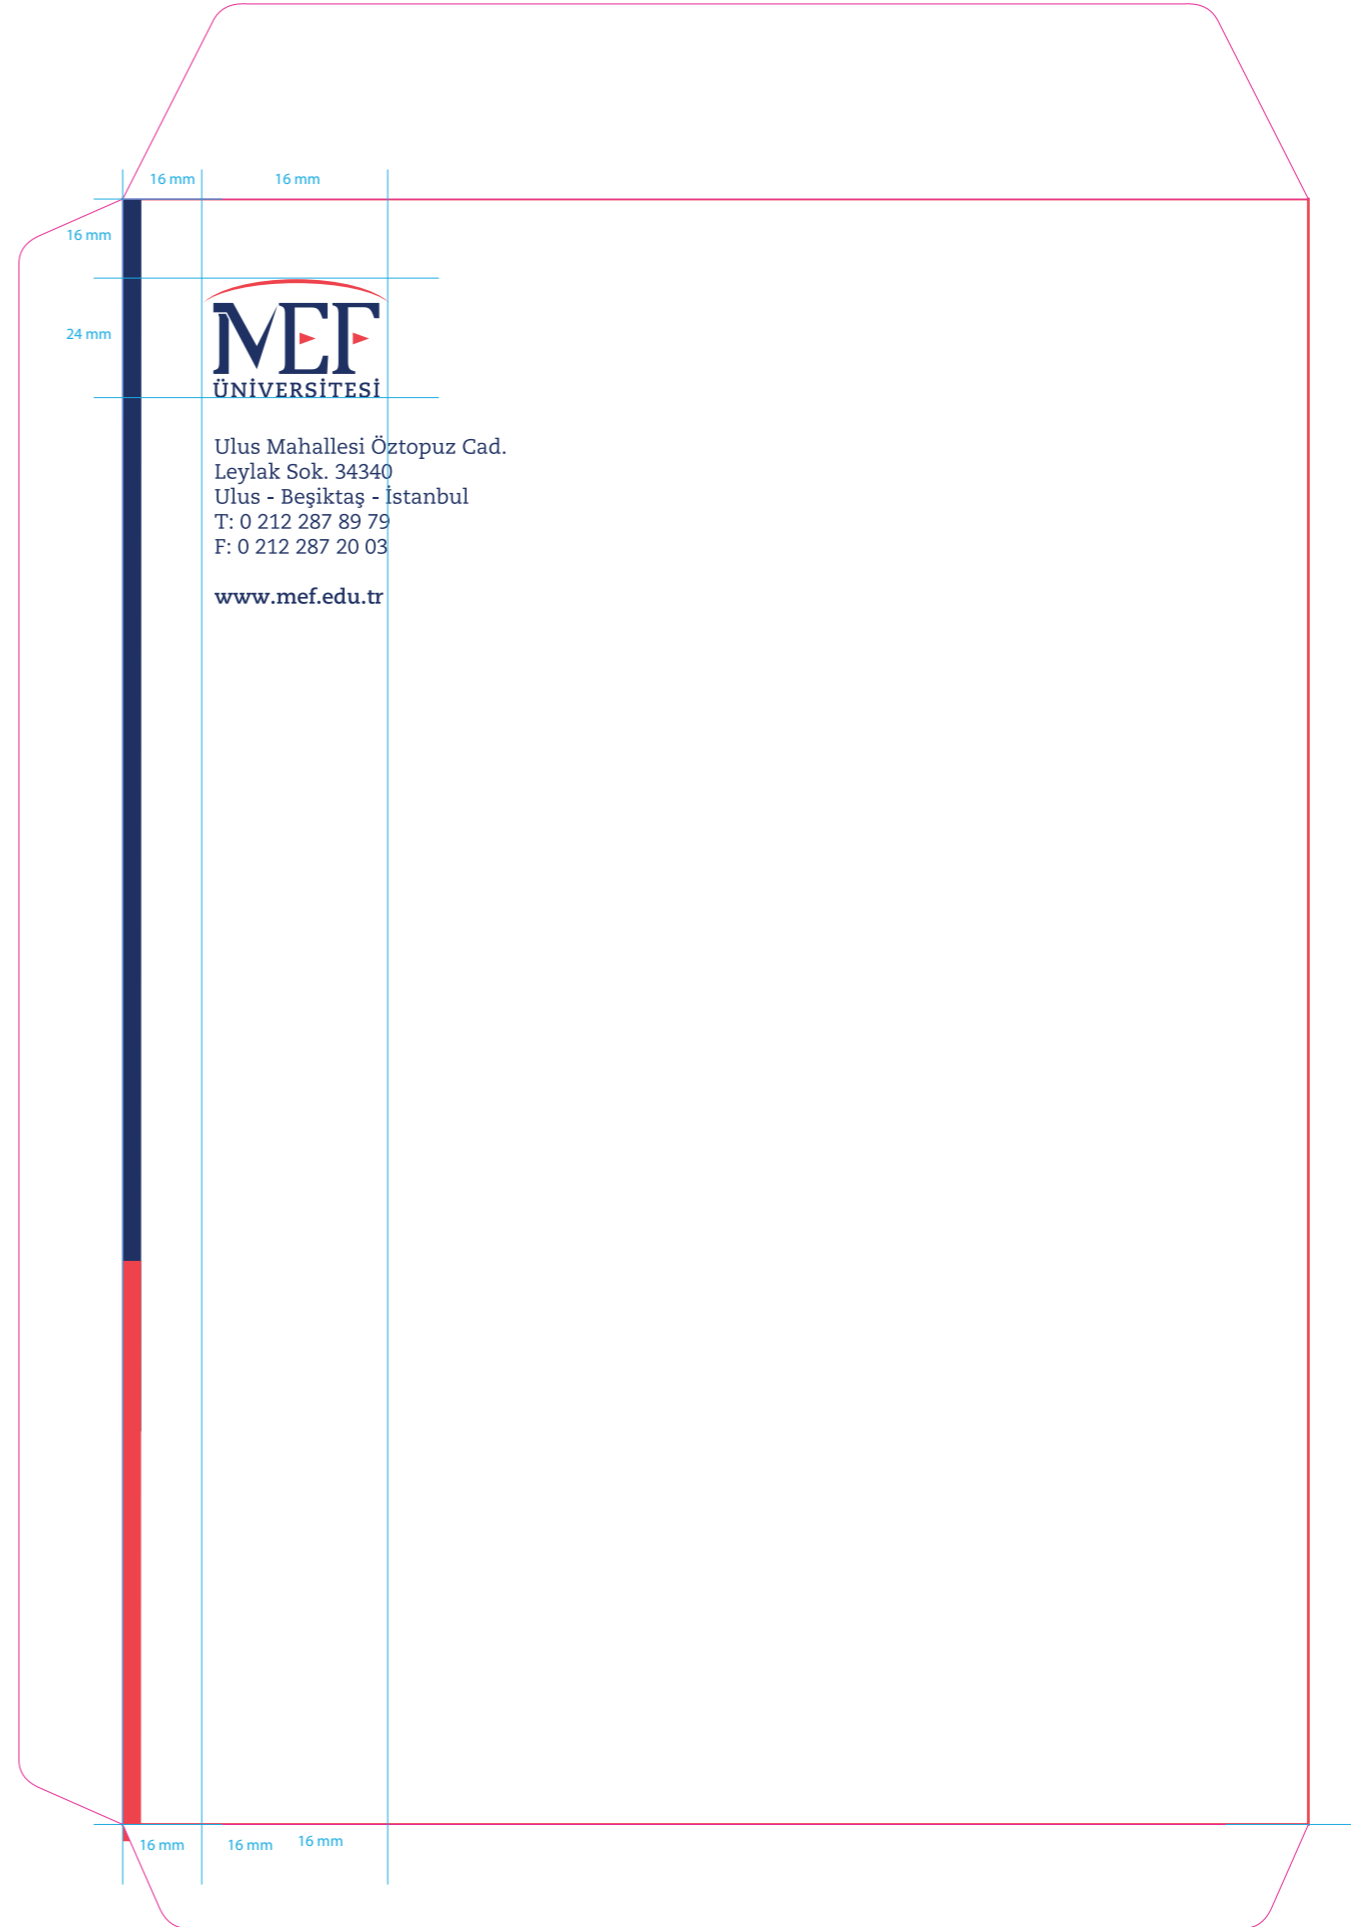 16 mm 16 mm
16 mm
24 mm
MEF
ÜNİVERSİTESİ
Ulus Mahallesi Öztopuz Cad.
Leylak Sok. 34340
Ulus - Beşiktaş - İstanbul
T: 0 212 287 89 79
F: 0 212 287 20 03
www.mef.edu.tr
16 mm 16 mm 16 mm